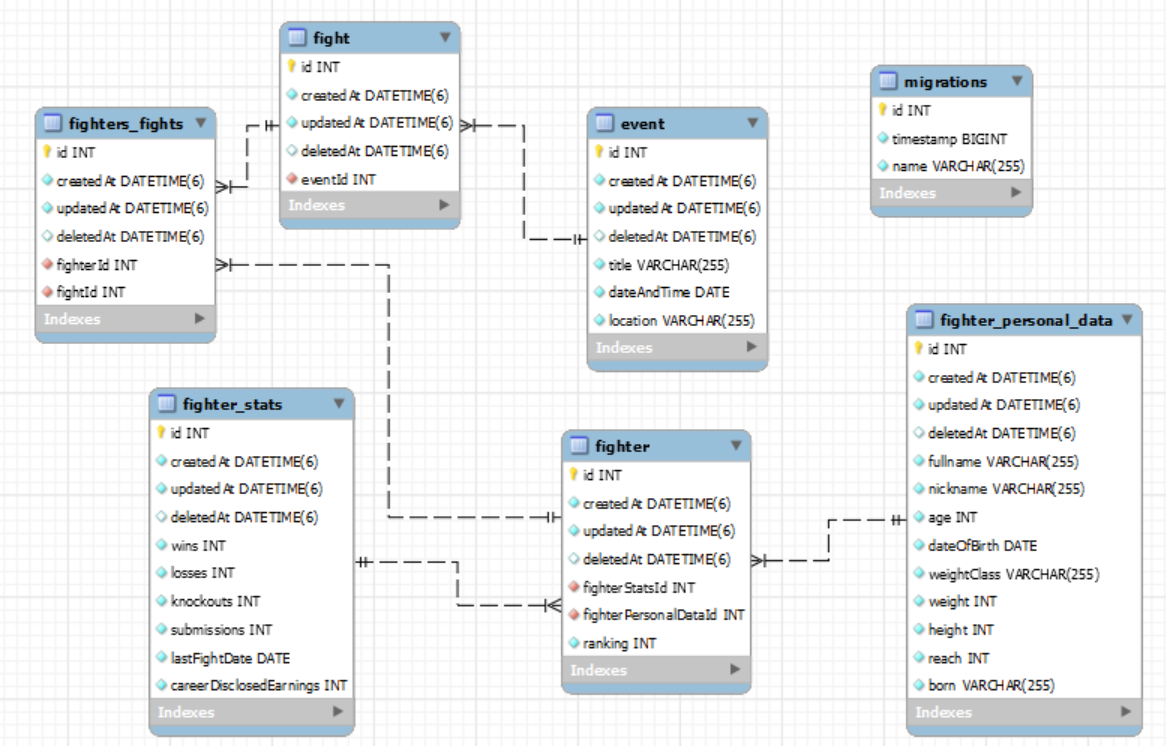 fight
id INT
createdAt DATETIME(6)
updatedAt DATETIME(6)
deletedAt DATETIME(6)
eventId INT
Indexes
fighters_fights
id INT
createdAt DATETIME(6)
updatedAt DATETIME(6)
deletedAt DATETIME(6)
fighterId INT
fightId INT
Indexes
event
id INT
createdAt DATETIME(6)
updatedAt DATETIME(6)
deletedAt DATETIME(6)
title VARCHAR(255)
dateAndTime DATE
location VARCHAR(255)
Indexes
migrations
id INT
timestamp BIGINT
name VARCHAR(255)
Indexes
fighter_stats
id INT
createdAt DATETIME(6)
updatedAt DATETIME(6)
deletedAt DATETIME(6)
wins INT
losses INT
knockouts INT
submissions INT
lastFightDate DATE
careerDisclosedEarnings INT
Indexes
fighter
id INT
createdAt DATETIME(6)
updatedAt DATETIME(6)
deletedAt DATETIME(6)
fighterStatsId INT
fighterPersonalDataId INT
ranking INT
Indexes
fighter_personal_data
id INT
createdAt DATETIME(6)
updatedAt DATETIME(6)
deletedAt DATETIME(6)
fullname VARCHAR(255)
nickname VARCHAR(255)
age INT
dateOfBirth DATE
weightClass VARCHAR(255)
weight INT
height INT
reach INT
born VARCHAR(255)
Indexes